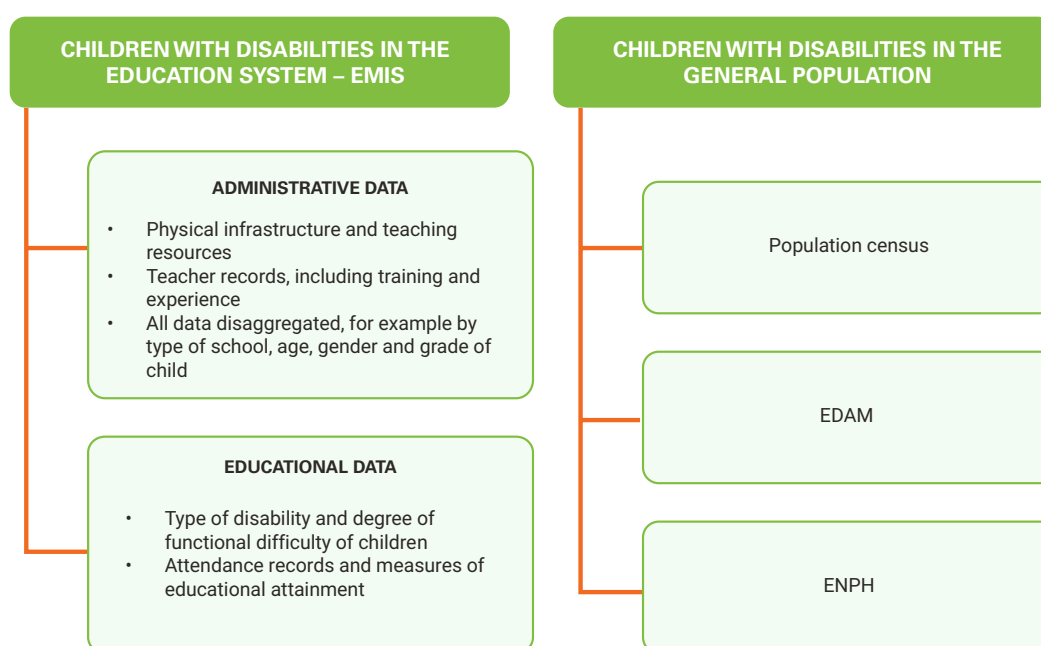 CHILDREN WITH DISABILITIES IN THE
EDUCATION SYSTEM – EMIS
ADMINISTRATIVE DATA
• Physical infrastructure and teaching
resources
• Teacher records, including training and
experience
• All data disaggregated, for example by
type of school, age, gender and grade of
child
EDUCATIONAL DATA
• Type of disability and degree of
functional difficulty of children
• Attendance records and measures of
educational attainment
CHILDREN WITH DISABILITIES IN THE
GENERAL POPULATION
Population census
EDAM
ENPH